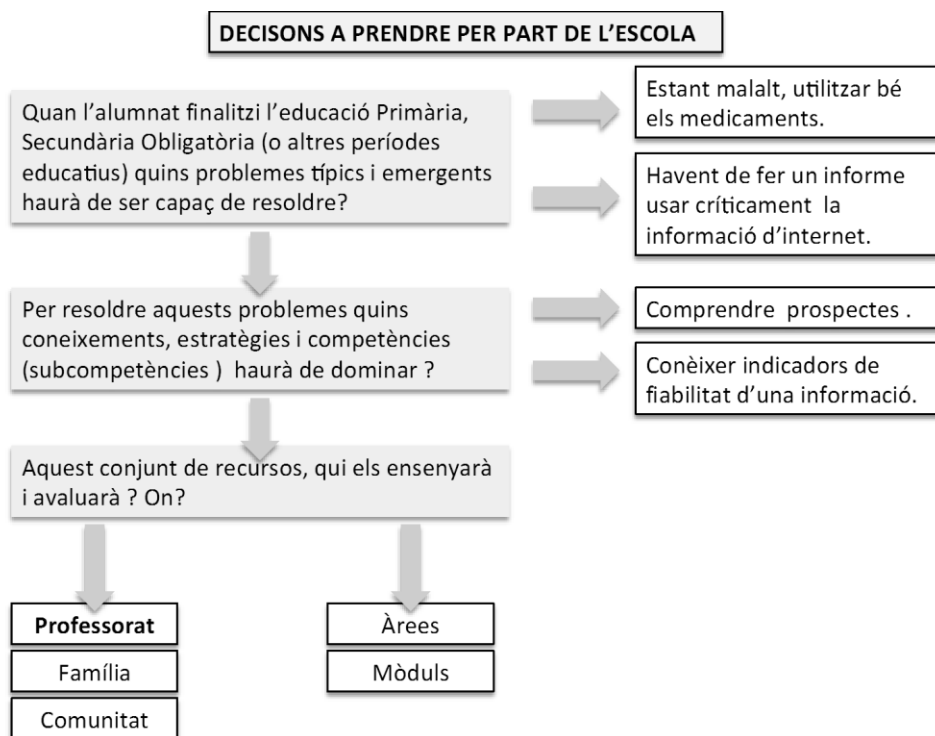 DECISONS A PRENDRE PER PART DE L'ESCOLA
Quan l'alumnat finalitzi l'educació Primària,
Secundària Obligatòria (o altres períodes
educatius) quins problemes típics i emergents
haurà de ser capaç de resoldre?
Estant malalt, utilitzar bé
els medicaments.
Havent de fer un informe
usar críticament la
informació d'internet.
Per resoldre aquests problemes quins
coneixements, estratègies i competències
(subcompetències ) haurà de dominar ?
Comprendre prospectes .
Conèixer indicadors de
fiabilitat d'una informació.
Aquest conjunt de recursos, qui els ensenyarà
i avaluarà ? On?
Professorat
Família
Comunitat
Àrees
Mòduls